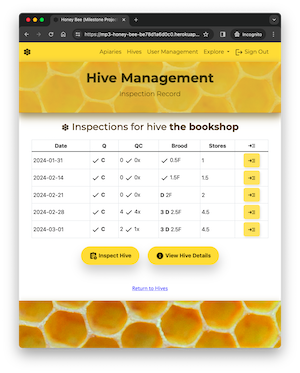 Honey Bee (Milestone Projec
https://mp3-honey-bee-be78d1a6d0c0.herokuap...
Incognito
Apiaries Hives User Management Explore Sign Out
Hive Management
Inspection Record
Inspections for hive the bookshop
Date Q QC Brood Stores
2024-01-31 ✓ C 0 ✓ 0x ✓ 0.5F 1
2024-02-14 ✓ C 0 ✓ 0x ✓ 1.5F 1.5
2024-02-21 ✓ C 0 ✓ 0x D 2F 2
2024-02-28 ✓ C 4 ✓ 4x 3 D 2.5F 4.5
2024-03-01 ✓ C 2 ✓ 1x 3 D 2.5F 4.5
Inspect Hive View Hive Details
Return to Hives